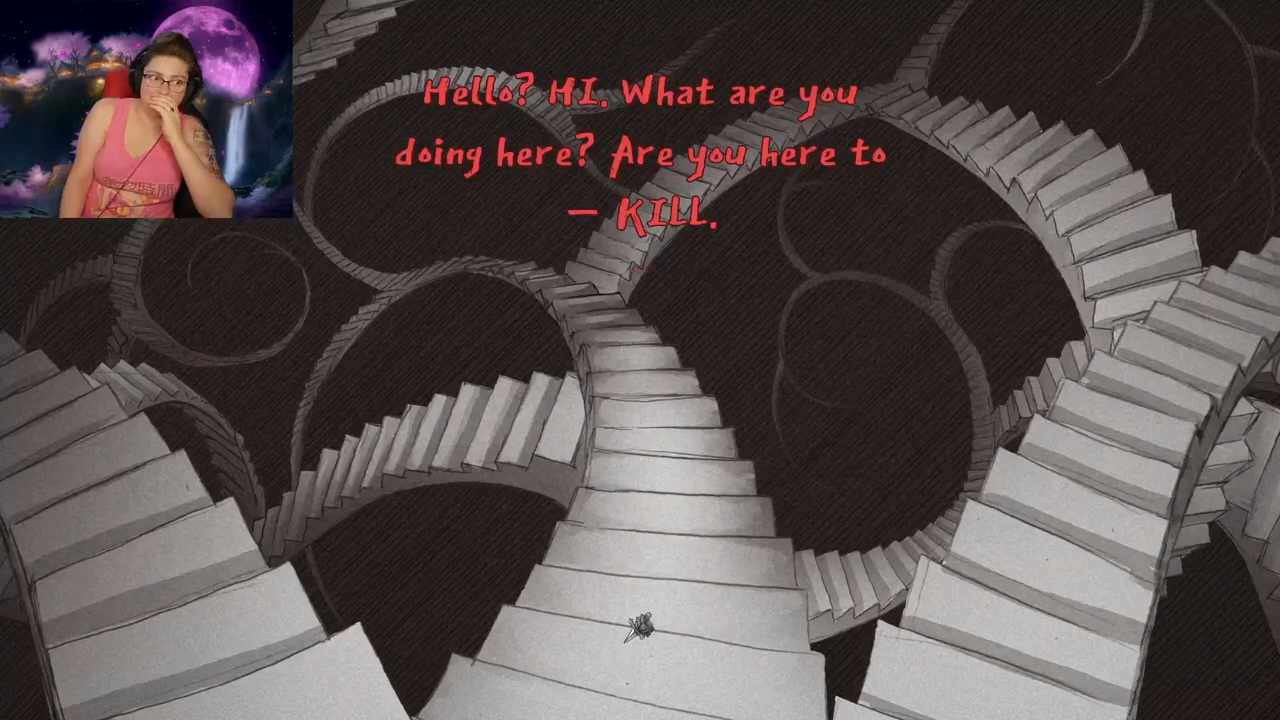 Hello? HI. What are you
doing here? Are you here to
— KILL.